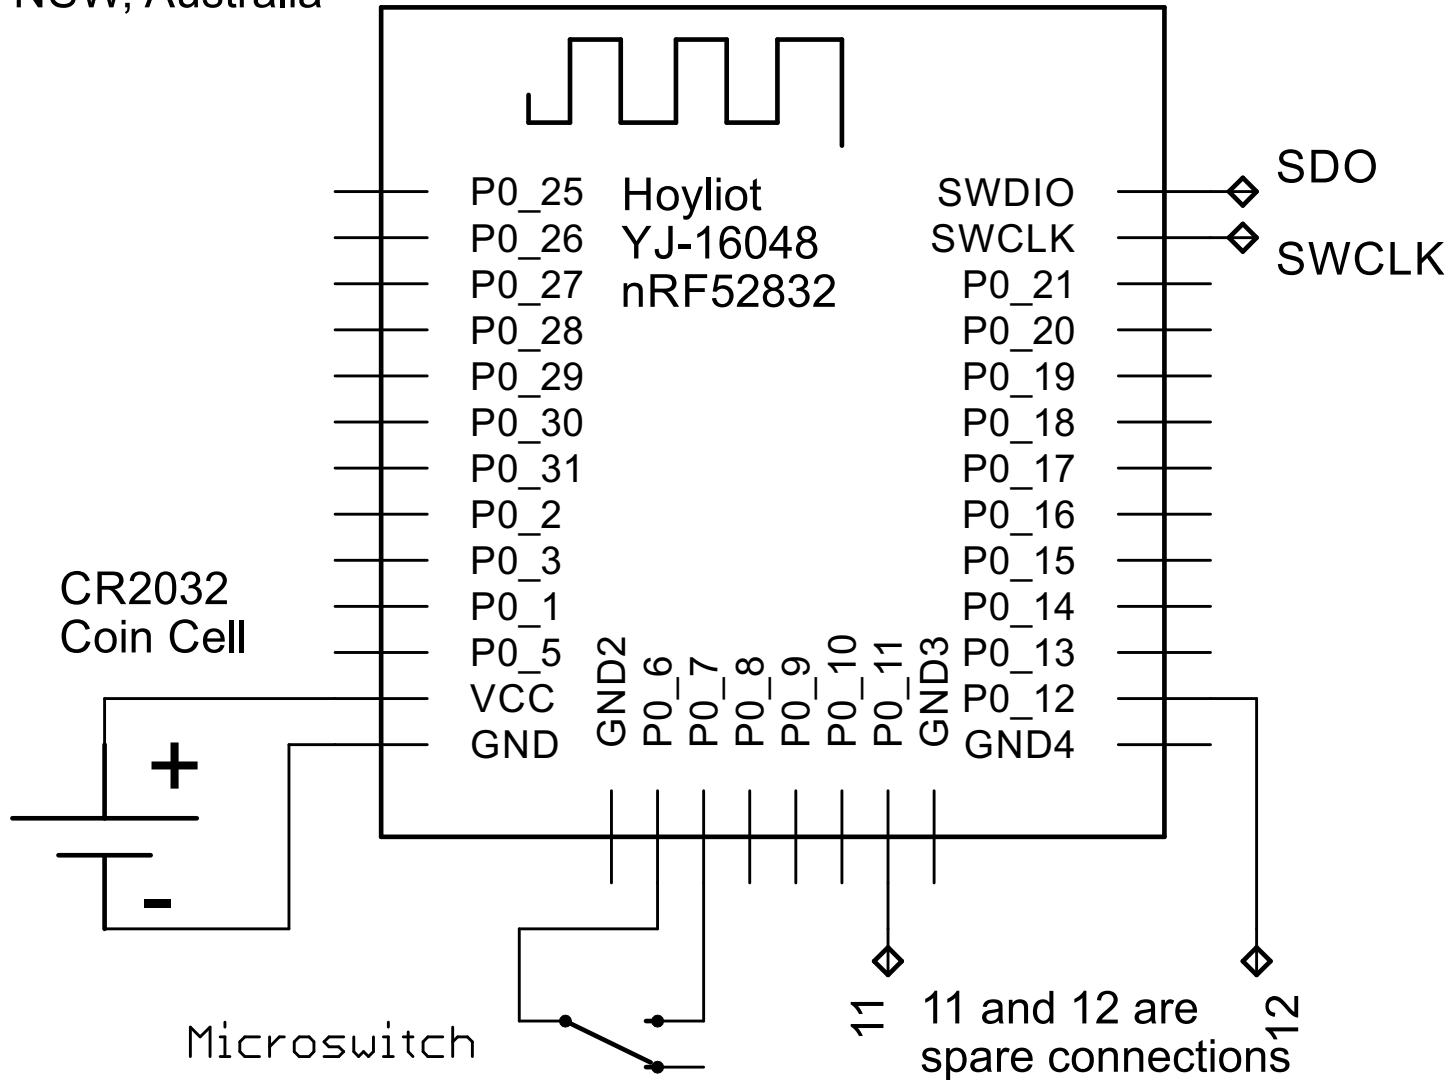 NSW, Australia
Hoyliot
YJ-16048
nRF52832
P0_25
P0_26
P0_27
P0_28
P0_29
P0_30
P0_31
P0_2
P0_3
P0_1
P0_5
VCC
GND
GND2
P0_6
P0_7
P0_8
P0_9
P0_10
P0_11
GND3
SWDIO
SWCLK
P0_21
P0_20
P0_19
P0_18
P0_17
P0_16
P0_15
P0_14
P0_13
P0_12
GND4
SDO
SWCLK
CR2032
Coin Cell
+
-
Microswitch
11
11 and 12 are
spare connections
12